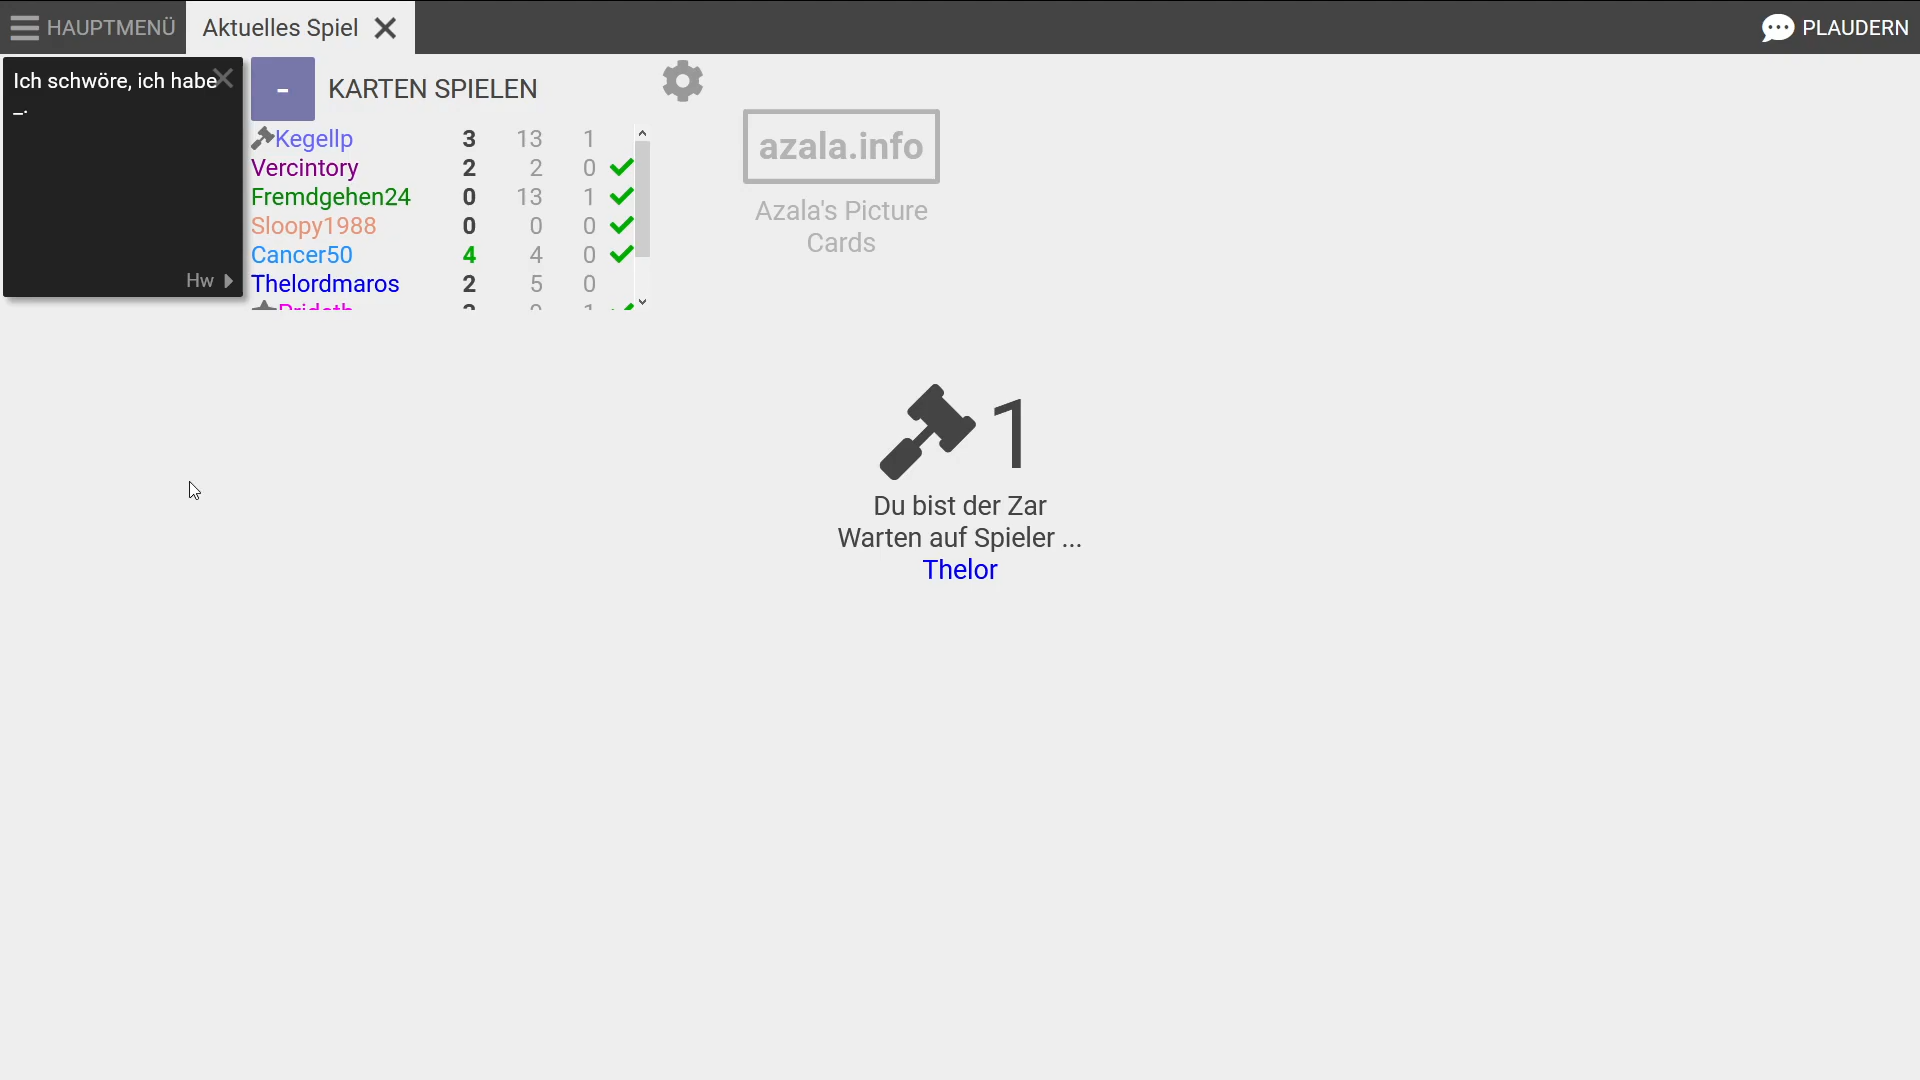 HAUPTMENÜ
Aktuelles Spiel
PLAUDERN
Ich schwöre, ich habe
_.
Hw
-
KARTEN SPIELEN
Kegellp 3 13 1
Vercintory 2 2 0
Fremdgehen24 0 13 1
Sloopy1988 0 0 0
Cancer50 4 4 0
Thelordmaros 2 5 0
azala.info
Azala's Picture
Cards
1
Du bist der Zar
Warten auf Spieler ...
Thelor